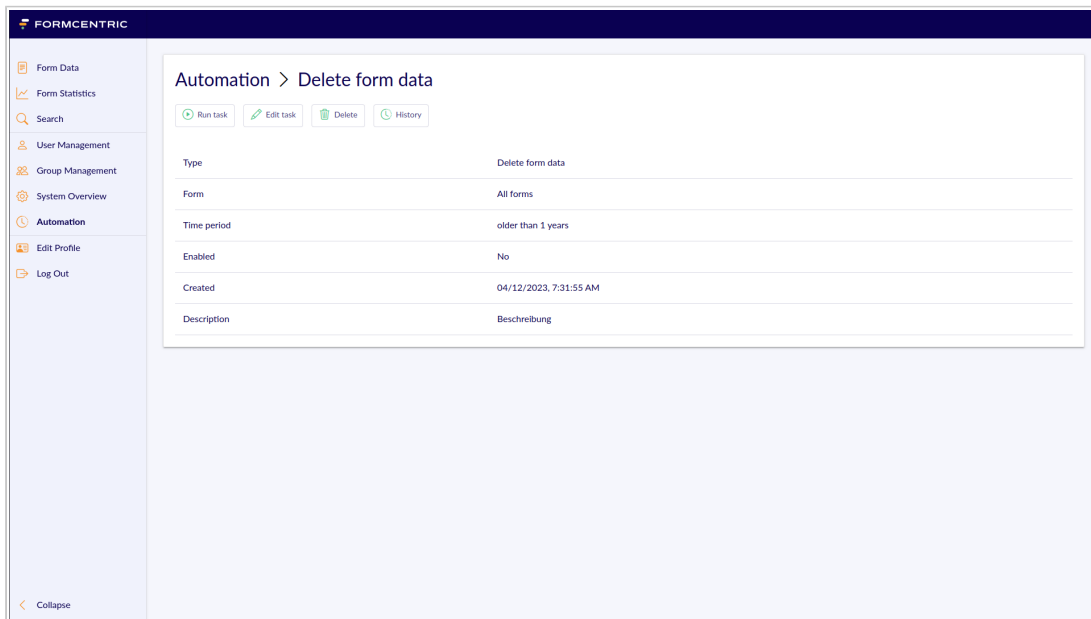 FORMCENTRIC
Form Data
Form Statistics
Search
User Management
Group Management
System Overview
Automation
Edit Profile
Log Out
Collapse
Automation > Delete form data
Run task Edit task Delete History
Type Delete form data
Form All forms
Time period older than 1 years
Enabled No
Created 04/12/2023, 7:31:55 AM
Description Beschreibung